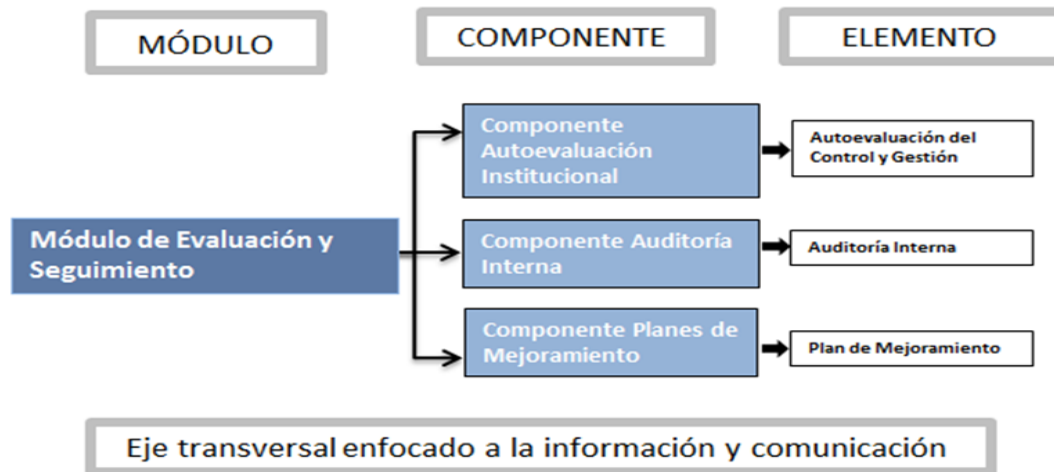 MÓDULO
COMPONENTE
ELEMENTO
Componente
Autoevaluación
Institucional
Autoevaluación del
Control y Gestión
Módulo de Evaluación y
Seguimiento
Componente Auditoría
Interna
Auditoría Interna
Componente Planes de
Mejoramiento
Plan de Mejoramiento
Eje transversal enfocado a la información y comunicación